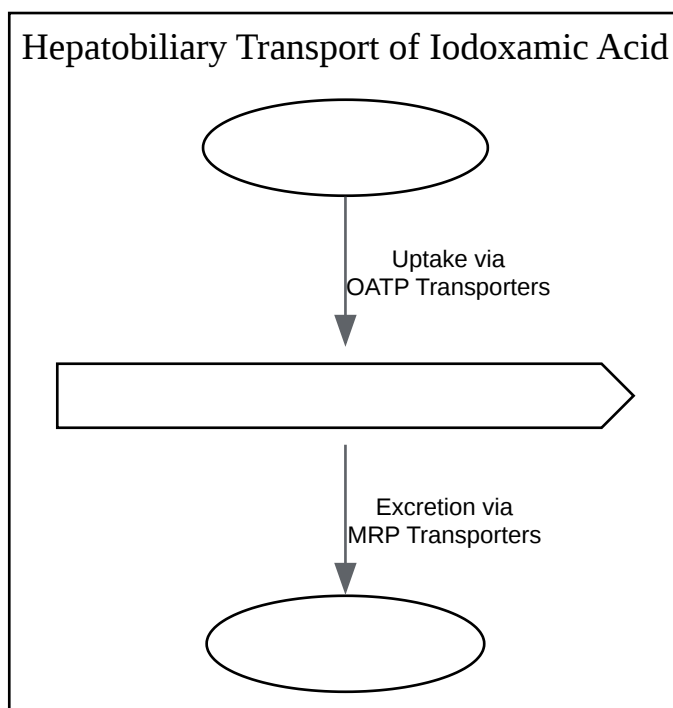 Hepatobiliary Transport of Iodoxamic Acid
Uptake via
OATP Transporters
Excretion via
MRP Transporters